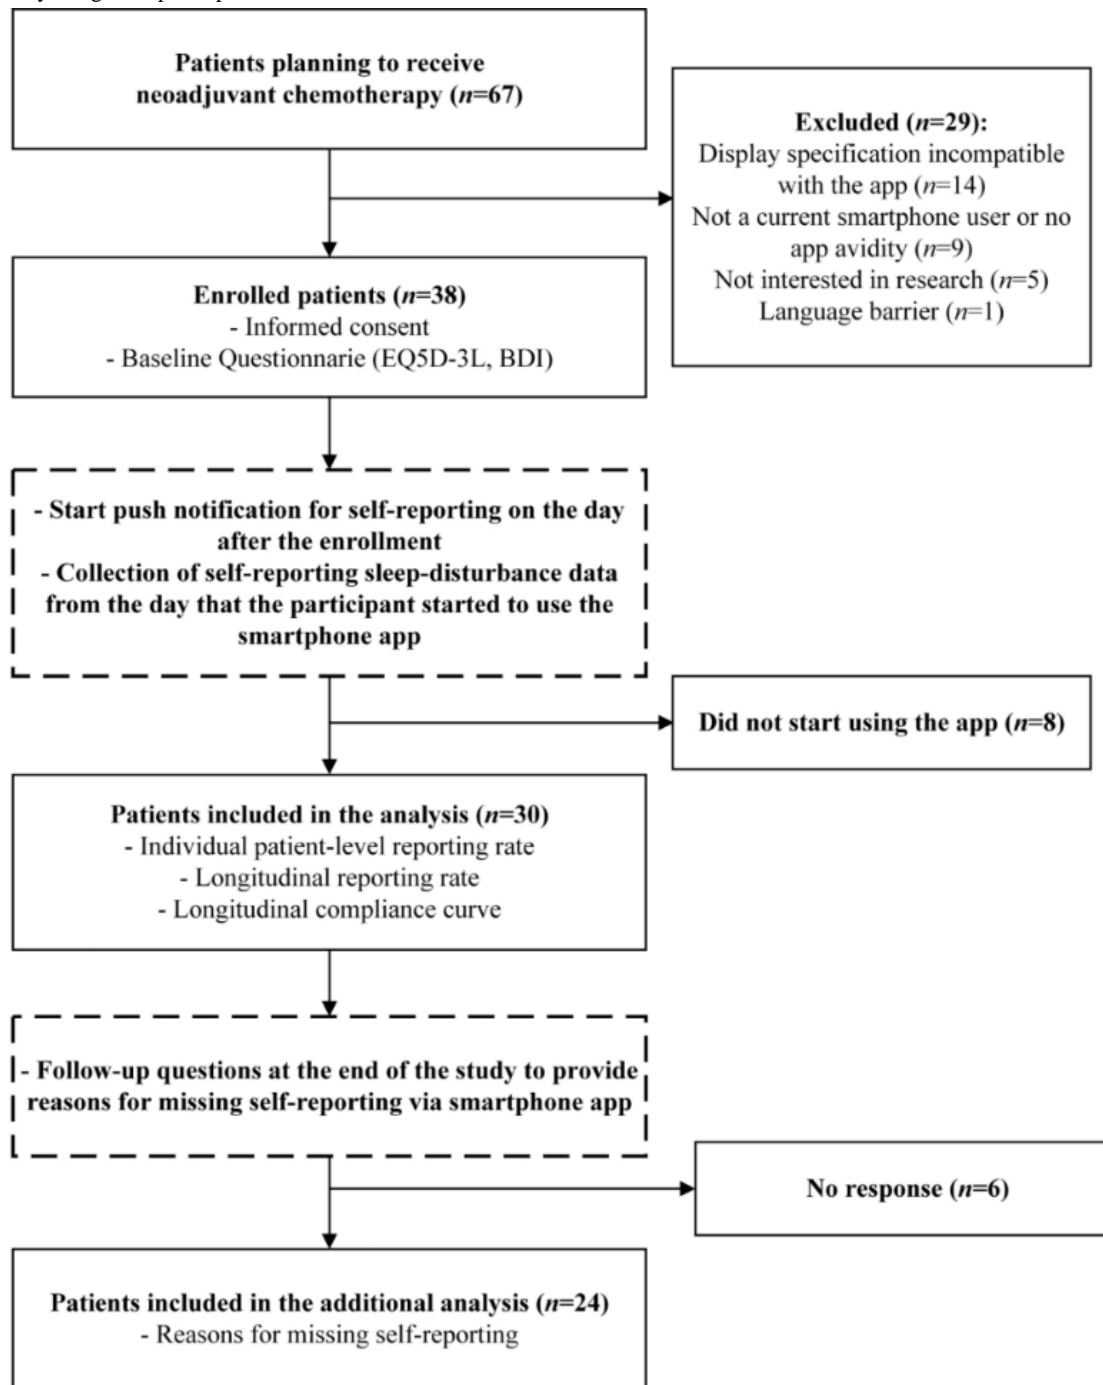 Patients planning to receive
neoadjuvant chemotherapy (n=67)
Excluded (n=29):
Display specification incompatible
with the app (n=14)
Not a current smartphone user or no
app avidity (n=9)
Not interested in research (n=5)
Language barrier (n=1)
Enrolled patients (n=38)
- Informed consent
- Baseline Questionnarie (EQ5D-3L, BDI)
- Start push notification for self-reporting on the day
after the enrollment
- Collection of self-reporting sleep-disturbance data
from the day that the participant started to use the
smartphone app
Did not start using the app (n=8)
Patients included in the analysis (n=30)
- Individual patient-level reporting rate
- Longitudinal reporting rate
- Longitudinal compliance curve
- Follow-up questions at the end of the study to provide
reasons for missing self-reporting via smartphone app
No response (n=6)
Patients included in the additional analysis (n=24)
- Reasons for missing self-reporting